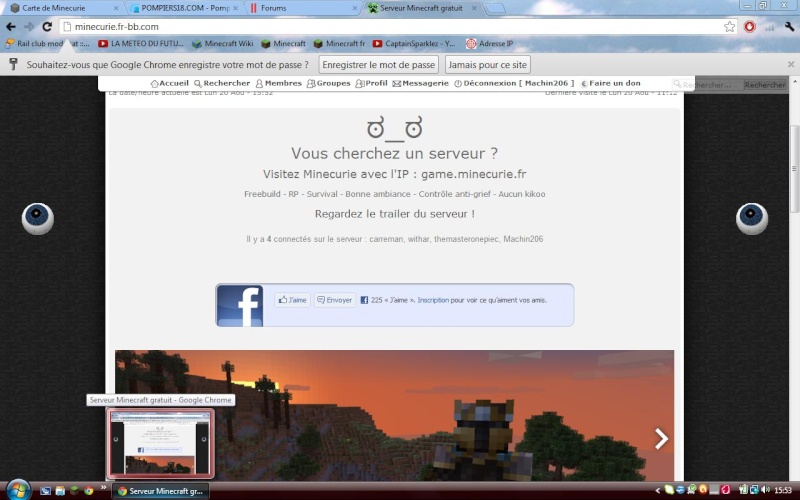 Carte de Minecurie
POMPIERS18.COM - Pomp
Forums
Serveur Minecraft gratuit
minecurie.fr-bb.com
Rail club mod
LA METEO DU FUTU...
Minecraft Wiki
Minecraft
Minecraft fr
CaptainSparklez - Y...
Adresse IP
Souhaitez-vous que Google Chrome enregistre votre mot de passe ?
Enregistrer le mot de passe
Jamais pour ce site
Accueil Rechercher Membres Groupes Profil Messagerie Déconnexion [ Machin206 ] € Faire un don
Rechercher... Rechercher
La date/heure actuelle est Lun 20 Aoû - 15:52
Dernière visite le Lun 20 Aoû - 11:12
ಠ_ಠ
Vous cherchez un serveur ?
Visitez Minecurie avec l'IP : game.minecurie.fr
Freebuild - RP - Survival - Bonne ambiance - Contrôle anti-grief - Aucun kikoo
Regardez le trailer du serveur !
Il y a 4 connectés sur le serveur : carreman, withar, themasteronepiec, Machin206
J'aime
Envoyer
225 « J'aime ». Inscription pour voir ce qu'aiment vos amis.
Serveur Minecraft gratuit - Google Chrome
Serveur Minecraft gr...
15:53